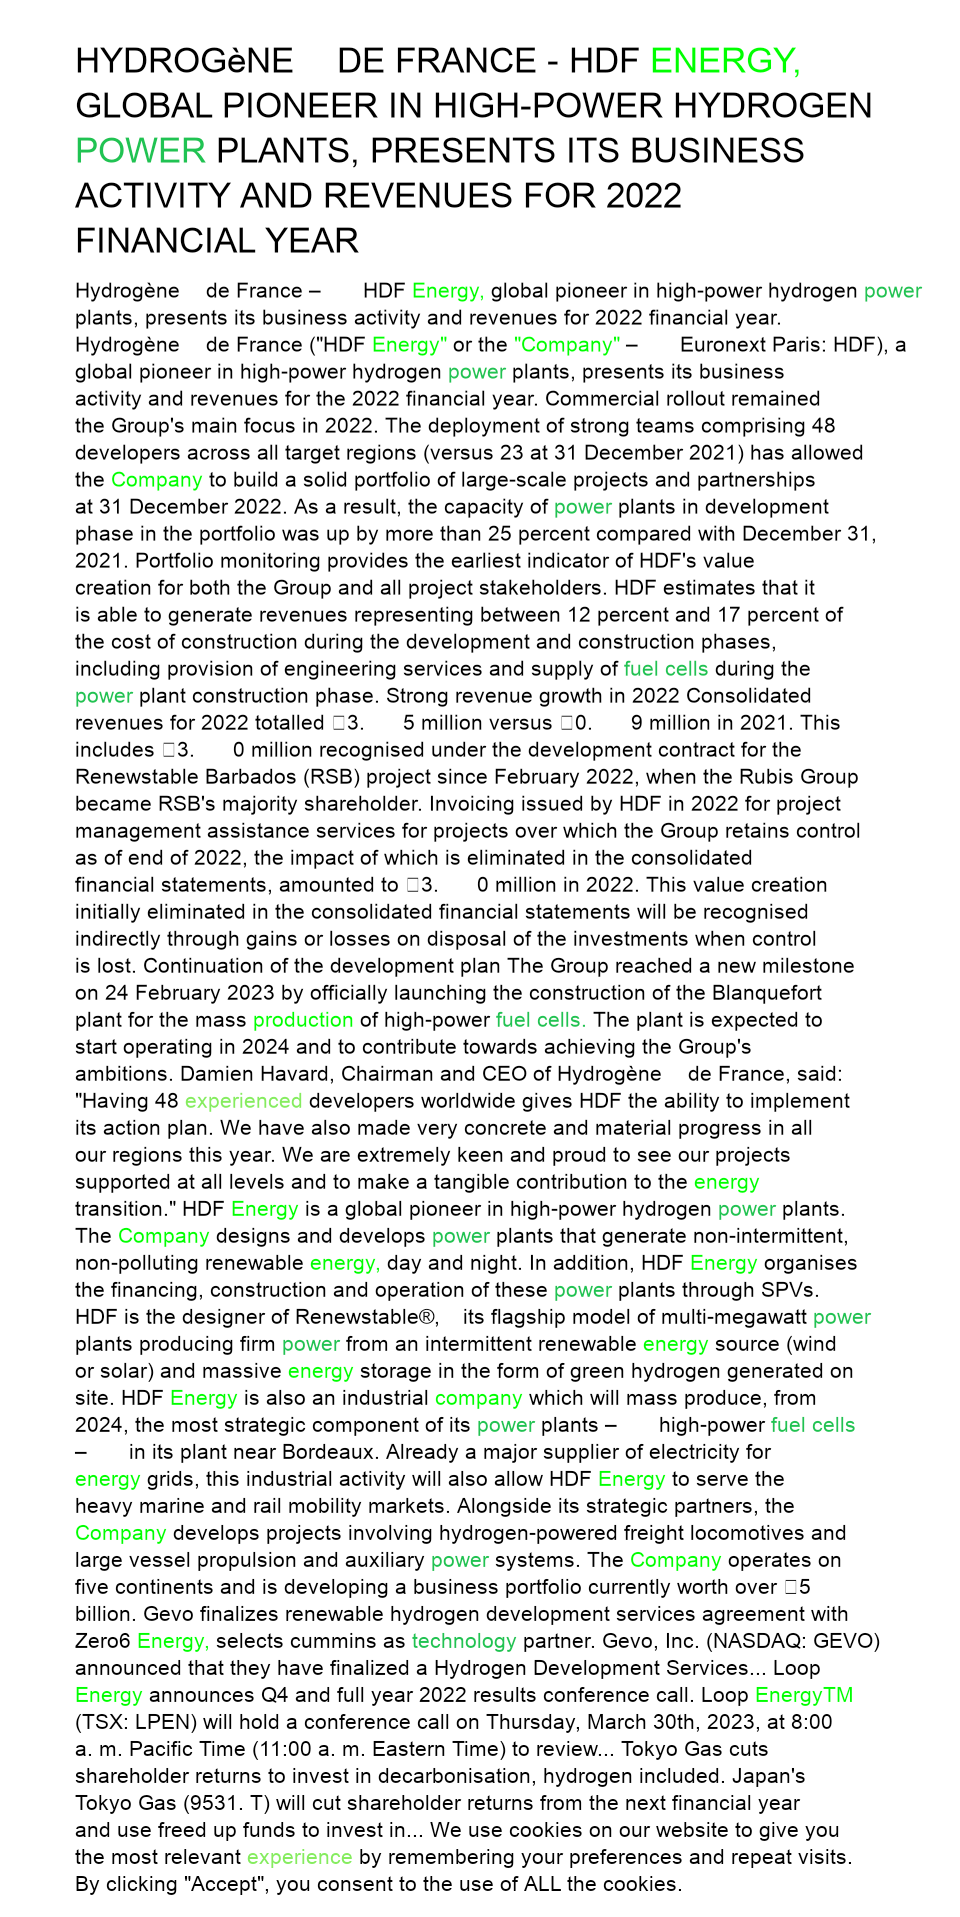 HYDROGèNE DE FRANCE - HDF ENERGY,
GLOBAL PIONEER IN HIGH-POWER HYDROGEN
POWER PLANTS, PRESENTS ITS BUSINESS
ACTIVITY AND REVENUES FOR 2022
FINANCIAL YEAR
Hydrogène de France – HDF Energy, global pioneer in high-power hydrogen power
plants, presents its business activity and revenues for 2022 financial year.
Hydrogène de France ("HDF Energy" or the "Company" – Euronext Paris: HDF), a
global pioneer in high-power hydrogen power plants, presents its business
activity and revenues for the 2022 financial year. Commercial rollout remained
the Group's main focus in 2022. The deployment of strong teams comprising 48
developers across all target regions (versus 23 at 31 December 2021) has allowed
the Company to build a solid portfolio of large-scale projects and partnerships
at 31 December 2022. As a result, the capacity of power plants in development
phase in the portfolio was up by more than 25 percent compared with December 31,
2021. Portfolio monitoring provides the earliest indicator of HDF's value
creation for both the Group and all project stakeholders. HDF estimates that it
is able to generate revenues representing between 12 percent and 17 percent of
the cost of construction during the development and construction phases,
including provision of engineering services and supply of fuel cells during the
power plant construction phase. Strong revenue growth in 2022 Consolidated
revenues for 2022 totalled □3. 5 million versus □0. 9 million in 2021. This
includes □3. 0 million recognised under the development contract for the
Renewstable Barbados (RSB) project since February 2022, when the Rubis Group
became RSB's majority shareholder. Invoicing issued by HDF in 2022 for project
management assistance services for projects over which the Group retains control
as of end of 2022, the impact of which is eliminated in the consolidated
financial statements, amounted to □3. 0 million in 2022. This value creation
initially eliminated in the consolidated financial statements will be recognised
indirectly through gains or losses on disposal of the investments when control
is lost. Continuation of the development plan The Group reached a new milestone
on 24 February 2023 by officially launching the construction of the Blanquefort
plant for the mass production of high-power fuel cells. The plant is expected to
start operating in 2024 and to contribute towards achieving the Group's
ambitions. Damien Havard, Chairman and CEO of Hydrogène de France, said:
"Having 48 experienced developers worldwide gives HDF the ability to implement
its action plan. We have also made very concrete and material progress in all
our regions this year. We are extremely keen and proud to see our projects
supported at all levels and to make a tangible contribution to the energy
transition." HDF Energy is a global pioneer in high-power hydrogen power plants.
The Company designs and develops power plants that generate non-intermittent,
non-polluting renewable energy, day and night. In addition, HDF Energy organises
the financing, construction and operation of these power plants through SPVs.
HDF is the designer of Renewstable®, its flagship model of multi-megawatt power
plants producing firm power from an intermittent renewable energy source (wind
or solar) and massive energy storage in the form of green hydrogen generated on
site. HDF Energy is also an industrial company which will mass produce, from
2024, the most strategic component of its power plants – high-power fuel cells
– in its plant near Bordeaux. Already a major supplier of electricity for
energy grids, this industrial activity will also allow HDF Energy to serve the
heavy marine and rail mobility markets. Alongside its strategic partners, the
Company develops projects involving hydrogen-powered freight locomotives and
large vessel propulsion and auxiliary power systems. The Company operates on
five continents and is developing a business portfolio currently worth over □5
billion. Gevo finalizes renewable hydrogen development services agreement with
Zero6 Energy, selects cummins as technology partner. Gevo, Inc. (NASDAQ: GEVO)
announced that they have finalized a Hydrogen Development Services... Loop
Energy announces Q4 and full year 2022 results conference call. Loop EnergyTM
(TSX: LPEN) will hold a conference call on Thursday, March 30th, 2023, at 8:00
a. m. Pacific Time (11:00 a. m. Eastern Time) to review... Tokyo Gas cuts
shareholder returns to invest in decarbonisation, hydrogen included. Japan's
Tokyo Gas (9531. T) will cut shareholder returns from the next financial year
and use freed up funds to invest in... We use cookies on our website to give you
the most relevant experience by remembering your preferences and repeat visits.
By clicking "Accept", you consent to the use of ALL the cookies.